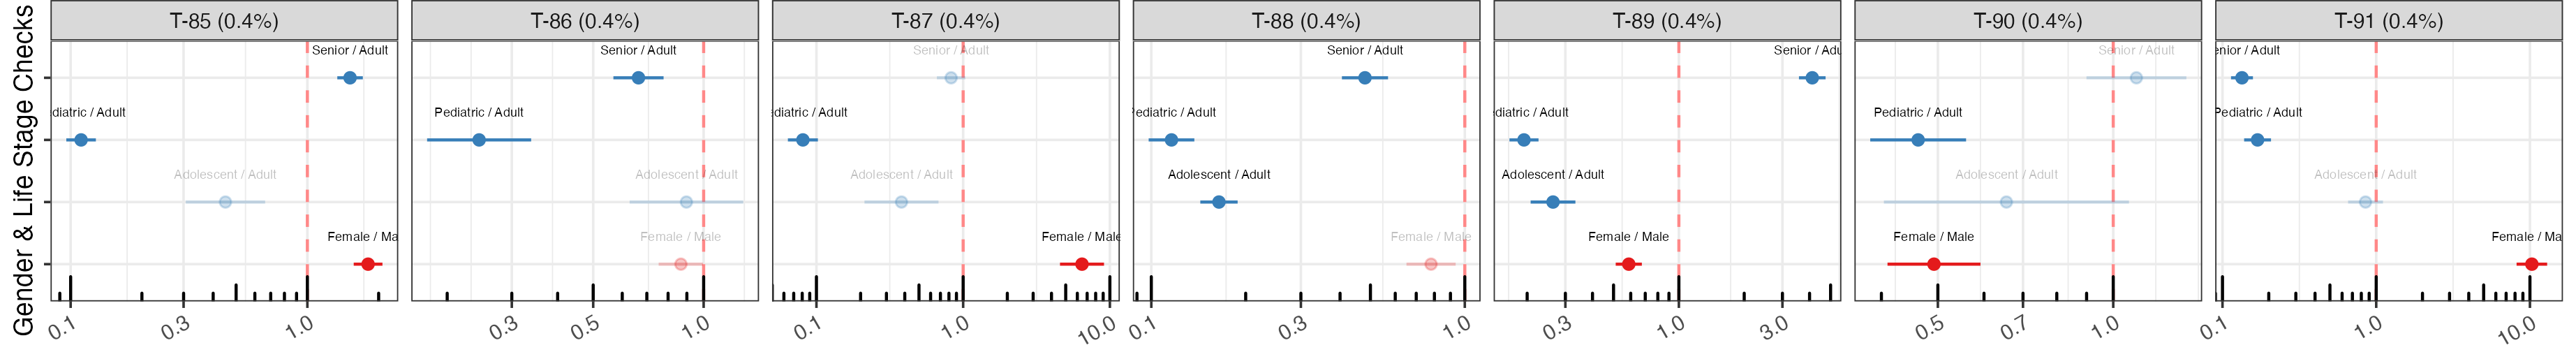 Gender & Life Stage Checks
T-85 (0.4%)
Senior / Adult
diatric / Adult
Adolescent / Adult
Female / Ma
0.1 0.3 1.0
T-86 (0.4%)
Senior / Adult
Pediatric / Adult
Adolescent / Adult
Female / Male
0.3 0.5 1.0
T-87 (0.4%)
Senior / Adult
diatric / Adult
Adolescent / Adult
Female / Male
0.1 1.0 10.0
T-88 (0.4%)
Senior / Adult
Pediatric / Adult
Adolescent / Adult
Female / Male
0.1 0.3 1.0
T-89 (0.4%)
Senior / Adu
diatric / Adult
Adolescent / Adult
Female / Male
0.3 1.0 3.0
T-90 (0.4%)
Senior / Adult
Pediatric / Adult
Adolescent / Adult
Female / Male
0.5 0.7 1.0
T-91 (0.4%)
enior / Adult
Pediatric / Adult
Adolescent / Adult
Female / Ma
0.1 1.0 10.0